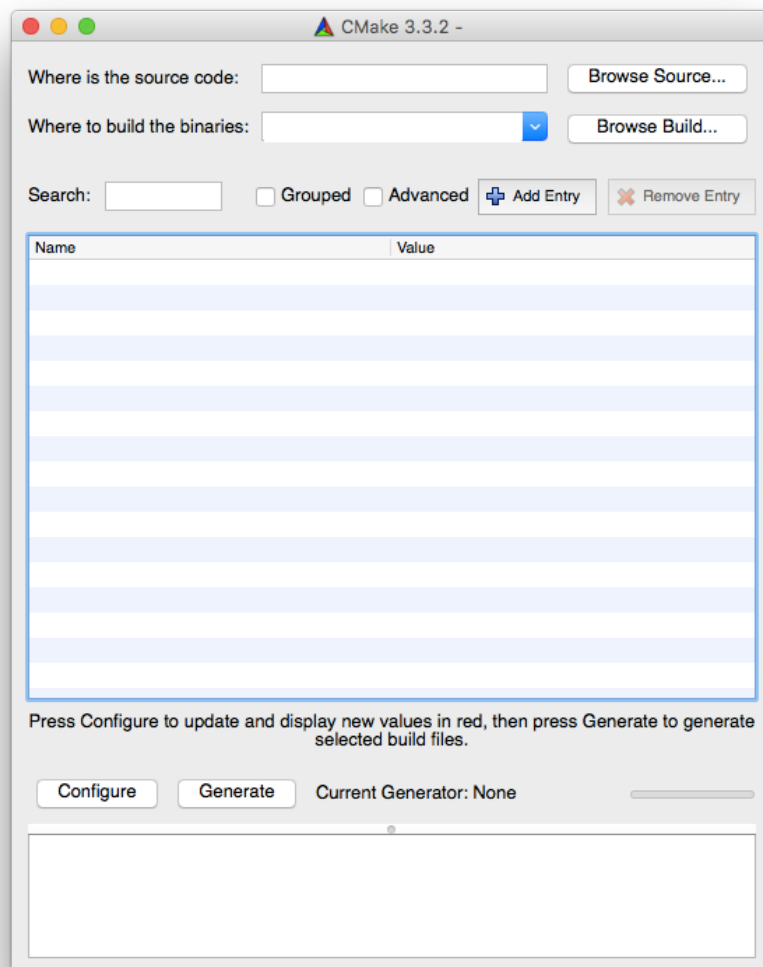 CMake 3.3.2 -
Where is the source code: Browse Source...
Where to build the binaries: Browse Build...
Search: Grouped Advanced Add Entry Remove Entry
Name Value
Press Configure to update and display new values in red, then press Generate to generate
selected build files.
Configure Generate Current Generator: None